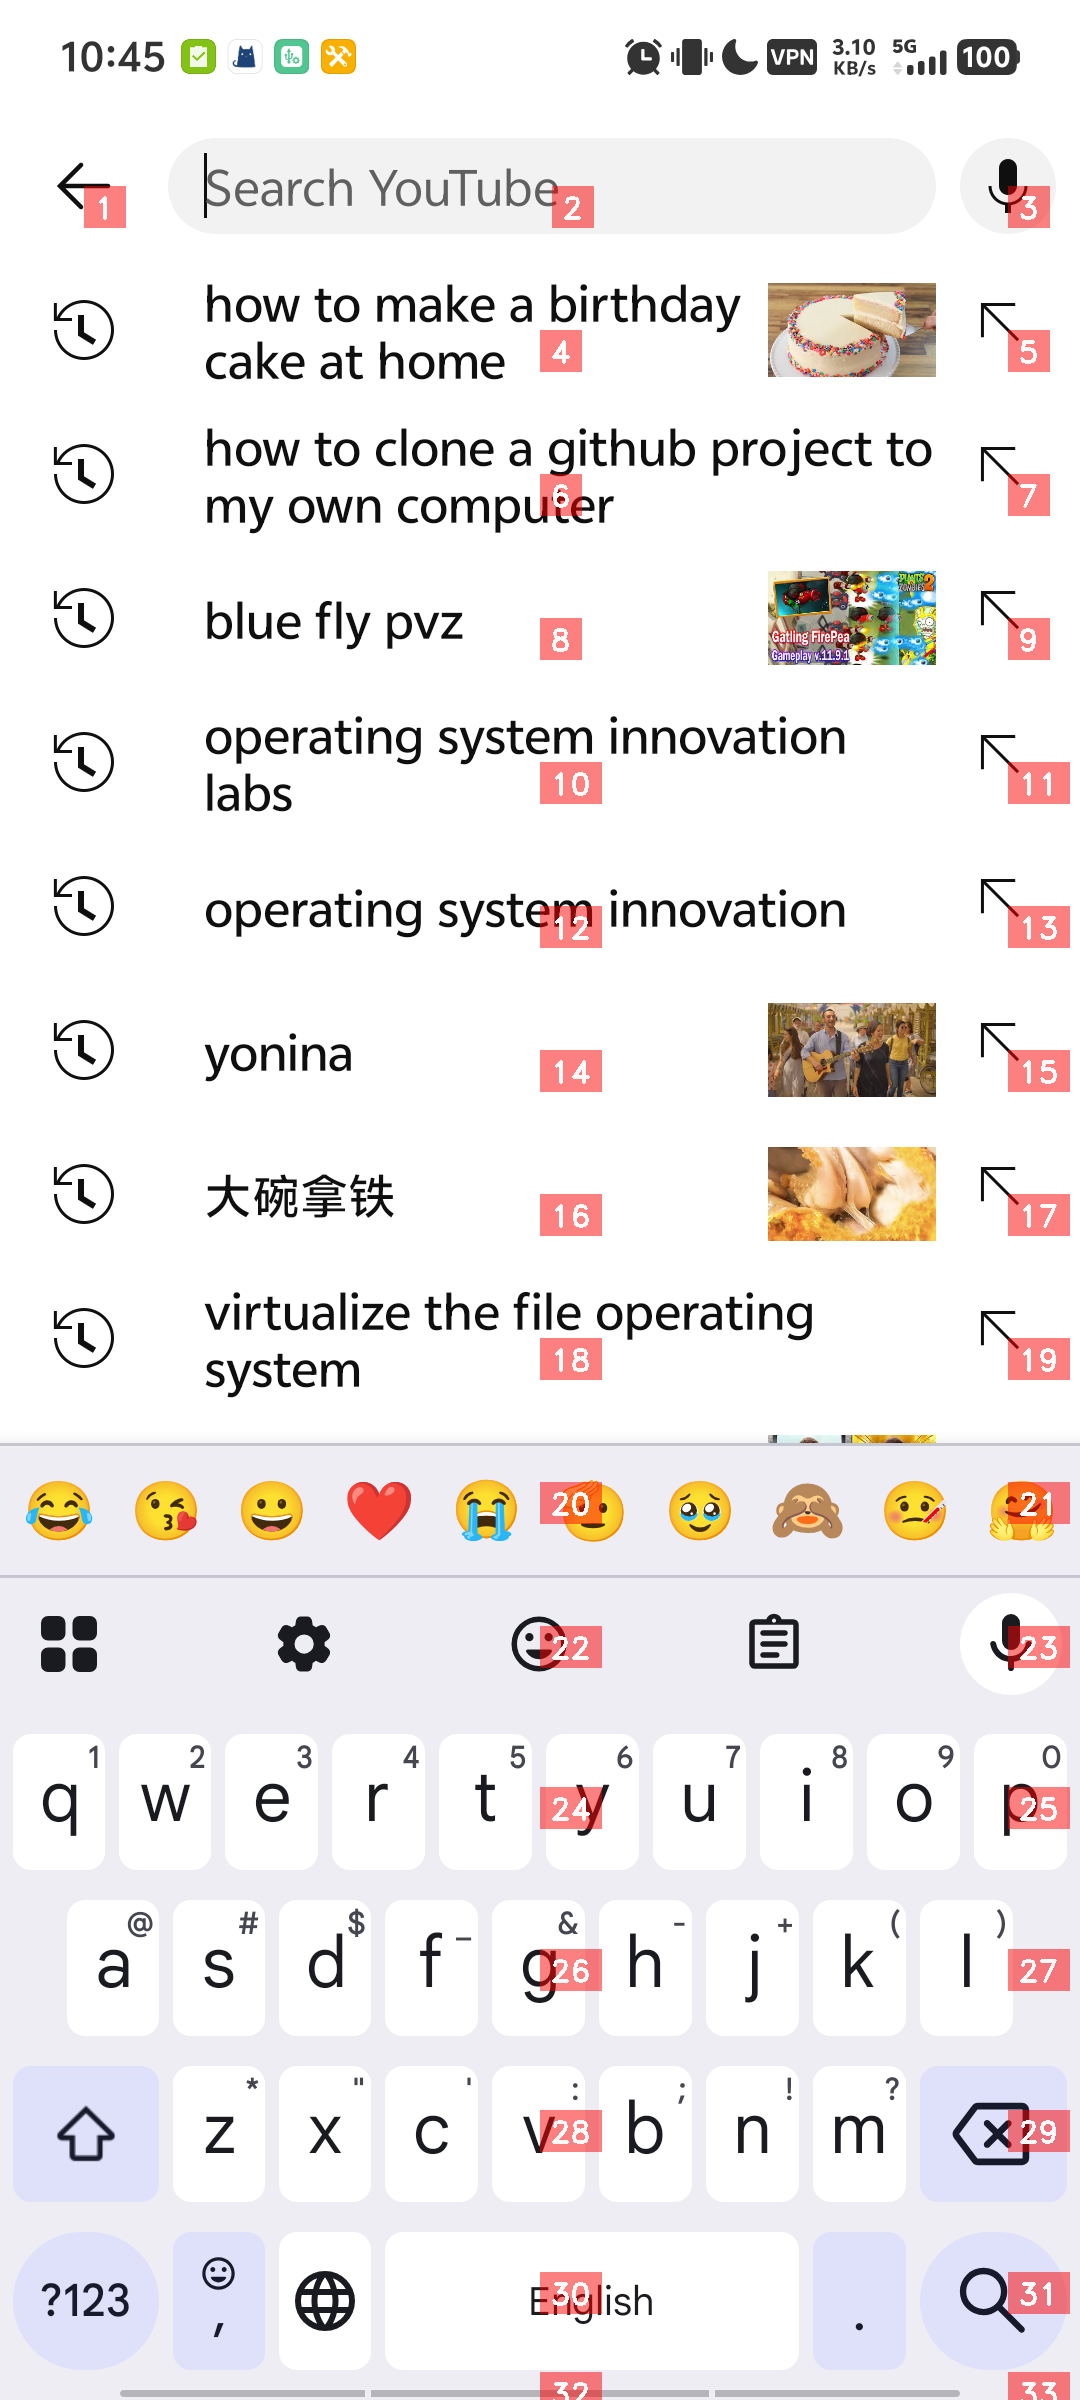 10:45
VPN
3.10 KB/s
5G
100
Search YouTube
1
2
3
how to make a birthday
cake at home
4
5
how to clone a github project to
my own computer
6
7
blue fly pvz
8
Gatling FirePea
Gameplay v.11.9.1
PLANTS ZOMBIES 2
9
operating system innovation
labs
10
11
operating system innovation
12
13
yonina
14
15
大碗拿铁
16
17
virtualize the file operating
system
18
19
20
21
22
23
1 2 3 4 5 6 7 8 9 0
q w e r t y u i o p
24
25
@ # $ _ & - + ( )
a s d f g h j k l
26
27
* " ' : ; ! ?
z x c v b n m
28
29
?123 , English .
30
31
32
33